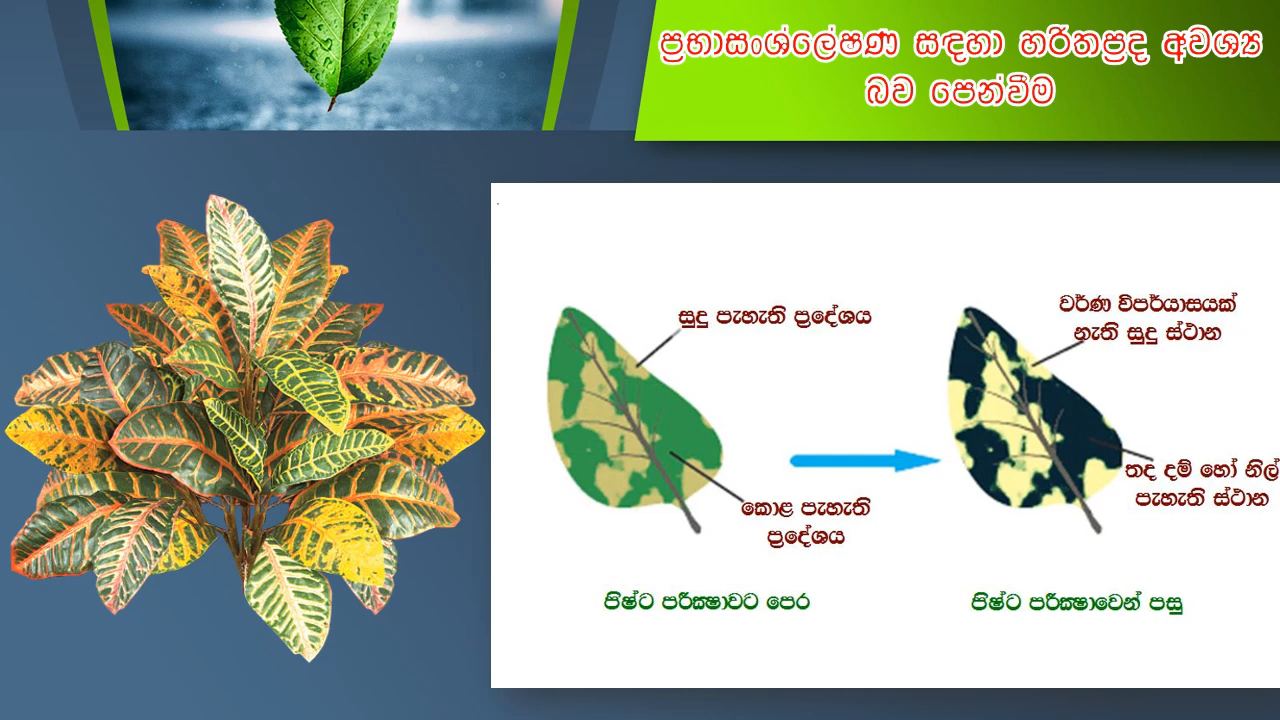 ප්‍රභාසංශ්ලේෂණ සඳහා හරිතප්‍රද අවශ්‍ය
බව පෙන්වීම
සුදු පැහැති ප්‍රදේශය
කොළ පැහැති
ප්‍රදේශය
පිෂ්ට පරීක්‍ෂාවට පෙර
වර්ණ විපර්යාසයක්
නැති සුදු ස්ථාන
තද දම් හෝ නිල්
පැහැති ස්ථාන
පිෂ්ට පරීක්‍ෂාවෙන් පසු